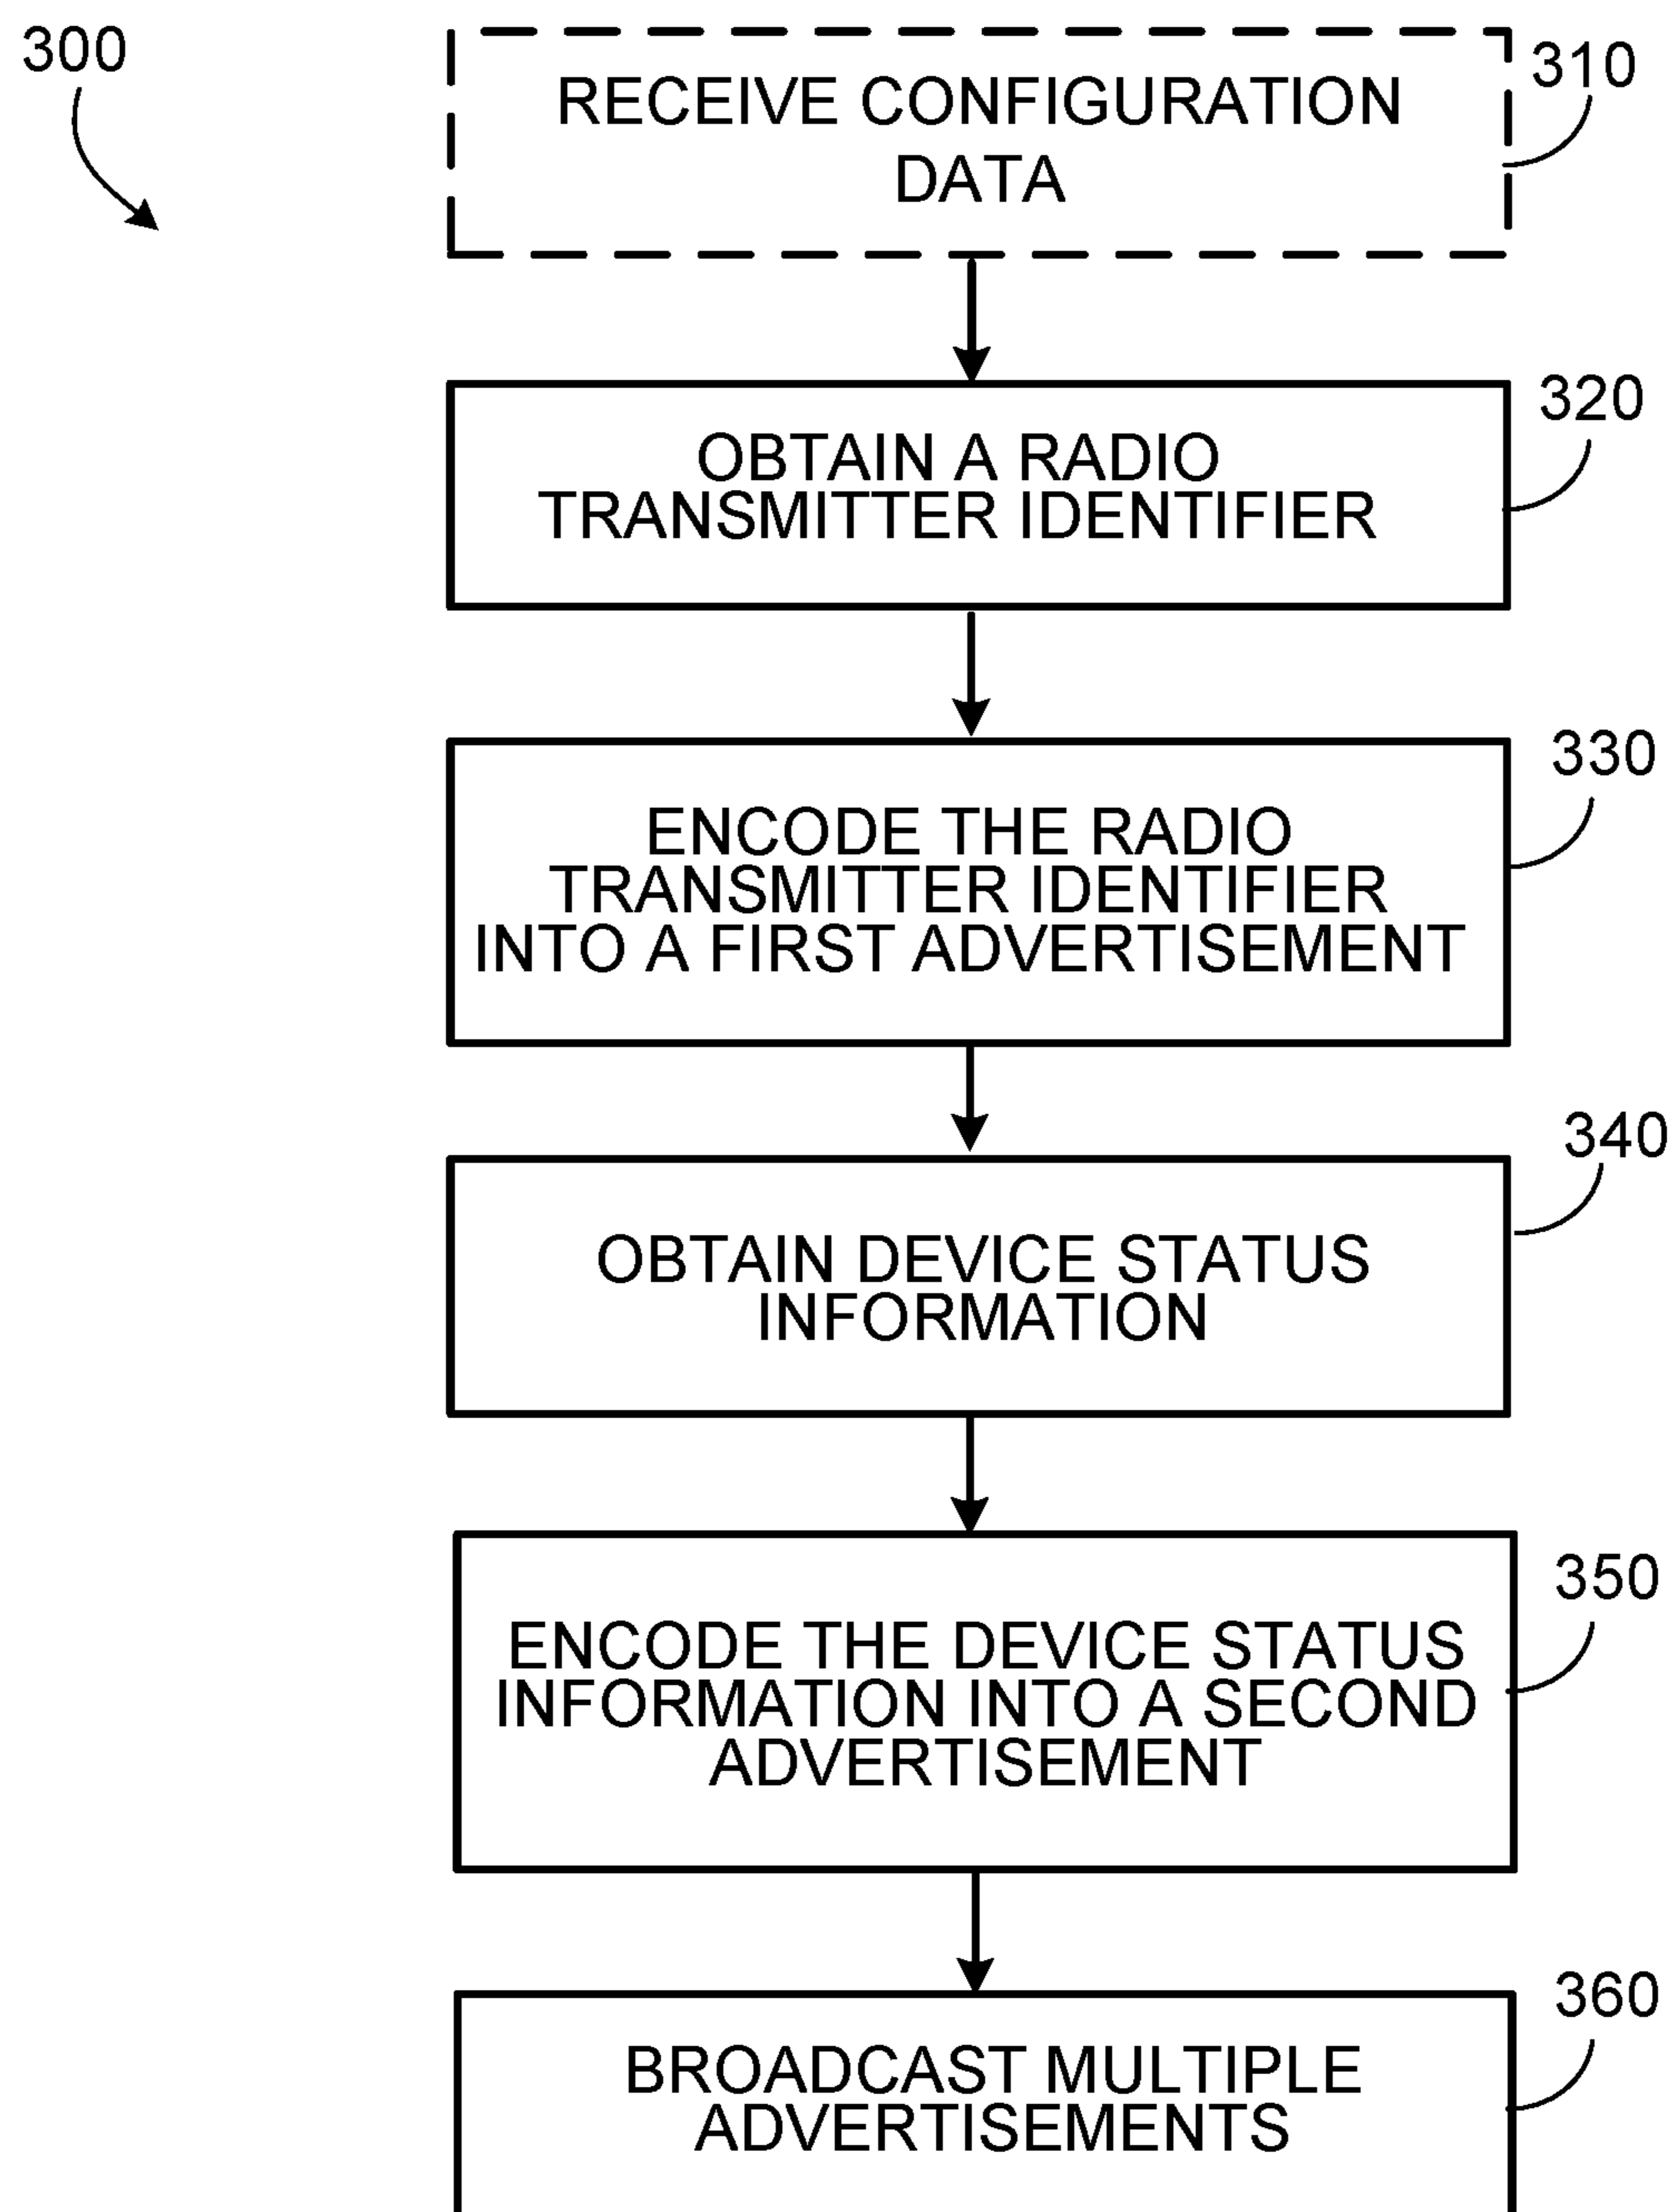 300
RECEIVE CONFIGURATION
DATA
310
OBTAIN A RADIO
TRANSMITTER IDENTIFIER
320
ENCODE THE RADIO
TRANSMITTER IDENTIFIER
INTO A FIRST ADVERTISEMENT
330
OBTAIN DEVICE STATUS
INFORMATION
340
ENCODE THE DEVICE STATUS
INFORMATION INTO A SECOND
ADVERTISEMENT
350
BROADCAST MULTIPLE
ADVERTISEMENTS
360